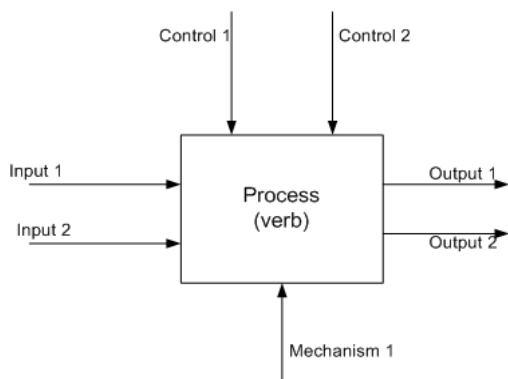 Control 1
Control 2
Input 1
Output 1
Process
(verb)
Input 2
Output 2
Mechanism 1